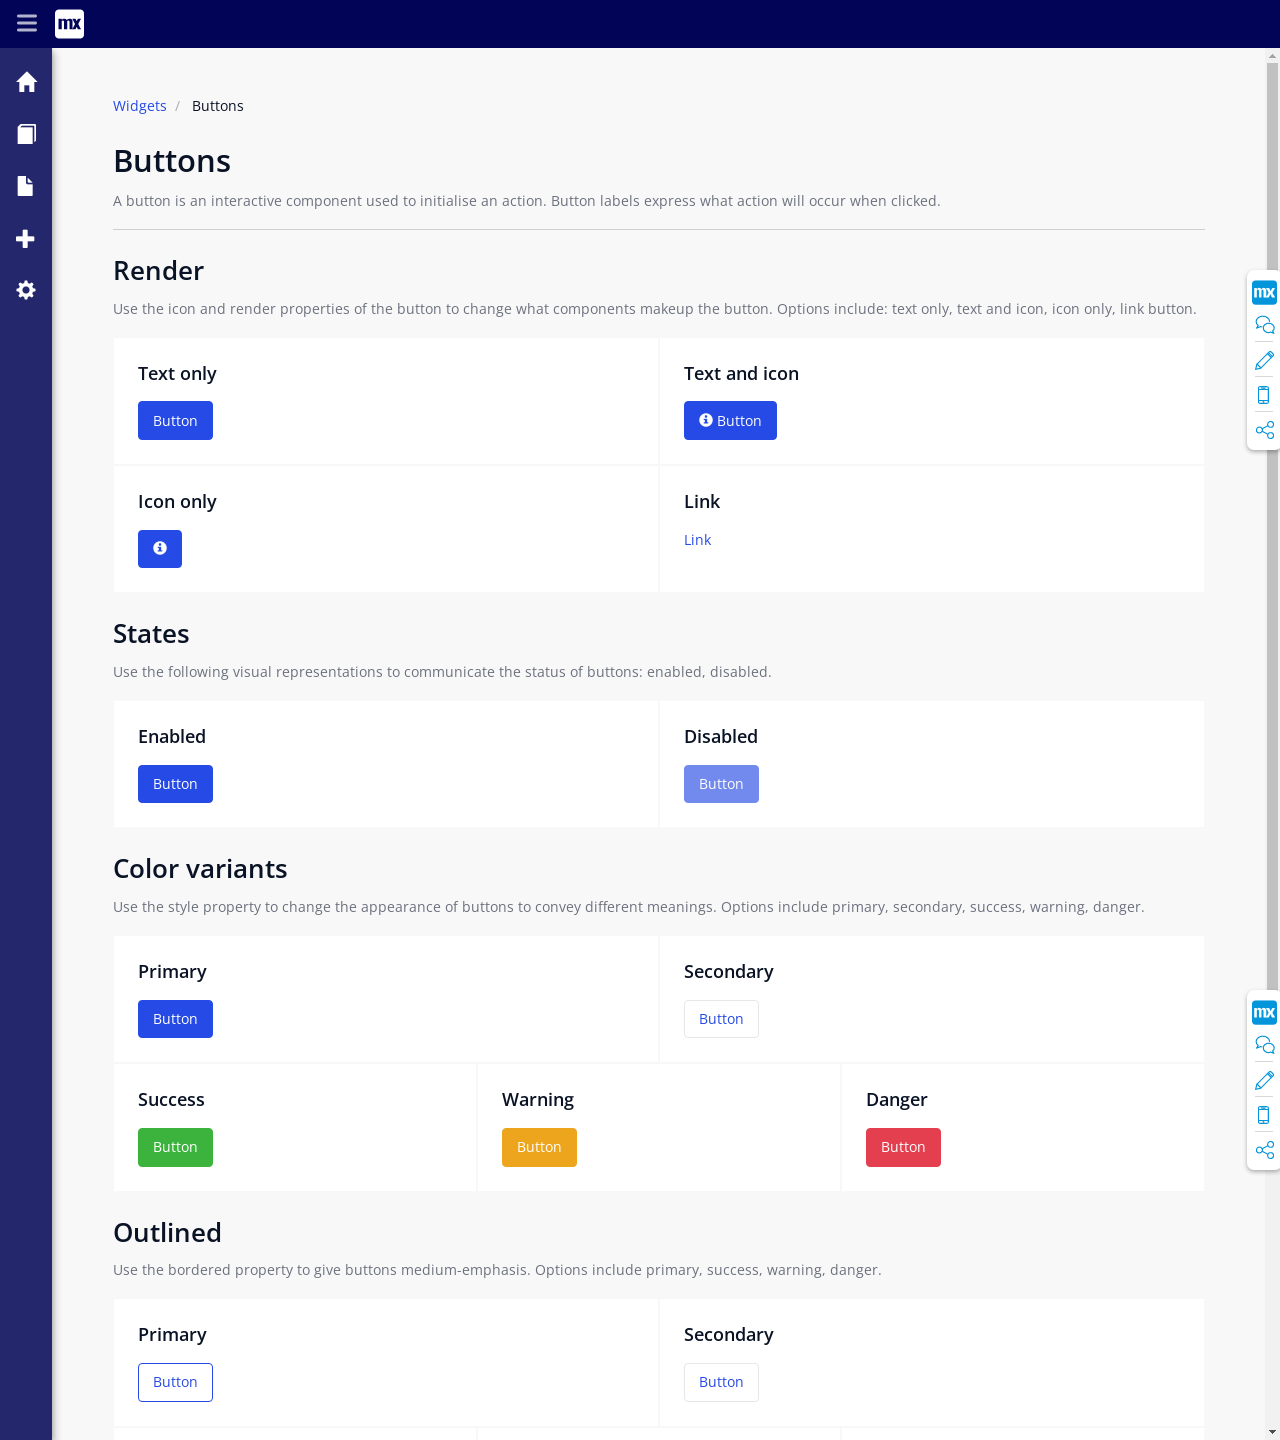 mx
Widgets / Buttons
Buttons
A button is an interactive component used to initialise an action. Button labels express what action will occur when clicked.
Render
Use the icon and render properties of the button to change what components makeup the button. Options include: text only, text and icon, icon only, link button.
mx
Text only
Text and icon
Button
Button
Icon only
Link
Link
States
Use the following visual representations to communicate the status of buttons: enabled, disabled.
Enabled
Disabled
Button
Button
Color variants
Use the style property to change the appearance of buttons to convey different meanings. Options include primary, secondary, success, warning, danger.
Primary
Secondary
Button
Button
mx
Success
Warning
Danger
Button
Button
Button
Outlined
Use the bordered property to give buttons medium-emphasis. Options include primary, success, warning, danger.
Primary
Secondary
Button
Button